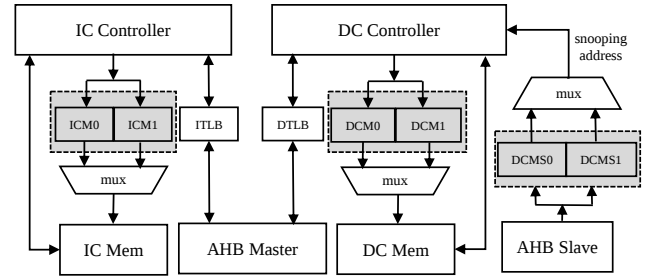 IC Controller
DC Controller
snooping
address
mux
ICM0
ICM1
ITLB
DTLB
DCM0
DCM1
DCMS0
DCMS1
mux
mux
IC Mem
AHB Master
DC Mem
AHB Slave